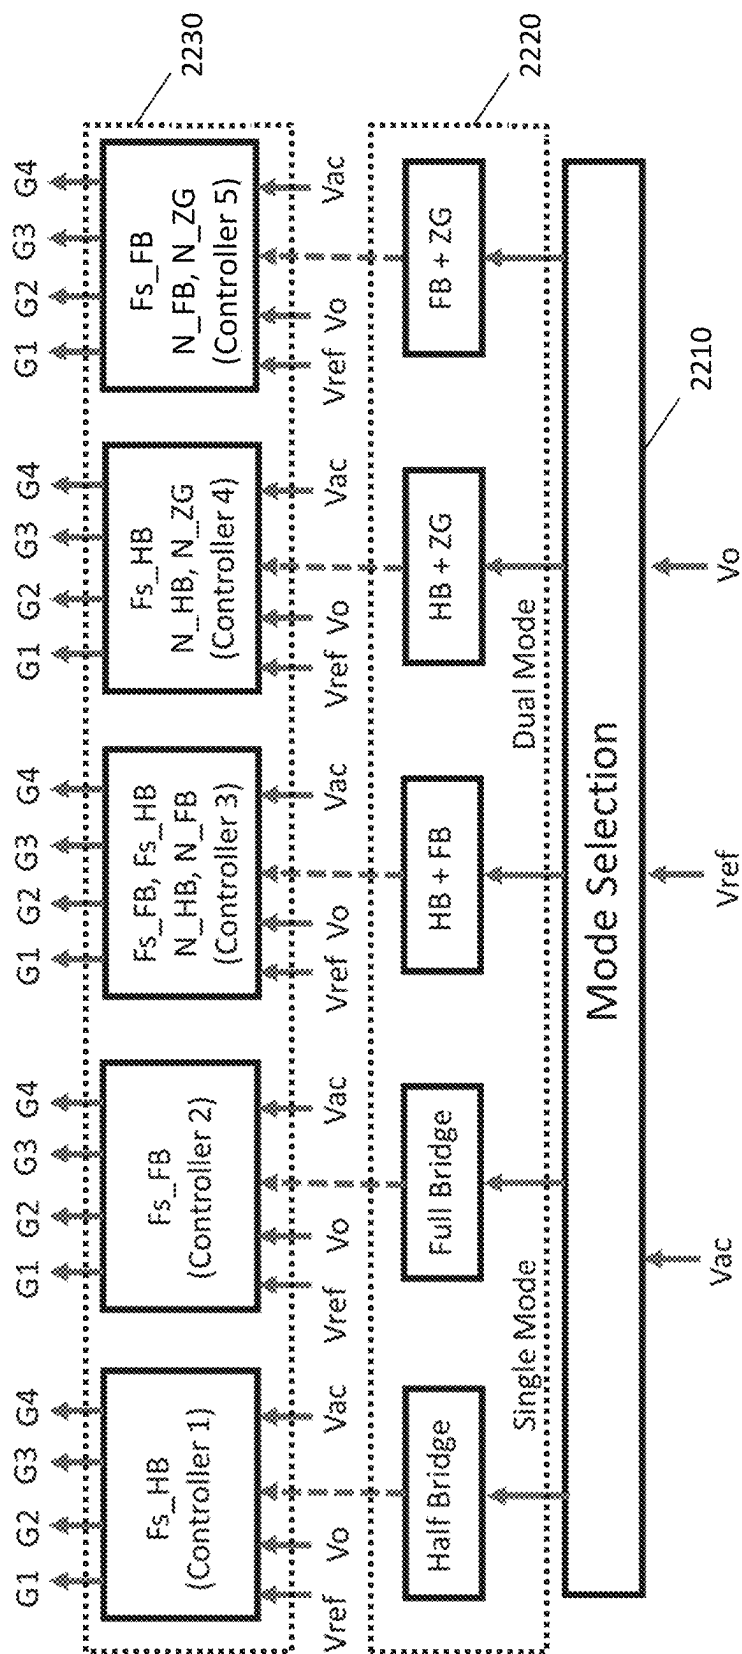 G1 G2 G3 G4
G1 G2 G3 G4
G1 G2 G3 G4
G1 G2 G3 G4
G1 G2 G3 G4
2230
Fs_HB
(Controller 1)
Fs_FB
(Controller 2)
Fs_FB, Fs_HB
N_HB, N_FB
(Controller 3)
Fs_HB
N_HB, N_ZG
(Controller 4)
Fs_FB
N_FB, N_ZG
(Controller 5)
Vref Vo Vac
Vref Vo Vac
Vref Vo Vac
Vref Vo Vac
Vref Vo Vac
2220
Half Bridge
Full Bridge
HB + FB
HB + ZG
FB + ZG
Single Mode
Dual Mode
Mode Selection
2210
Vac
Vref
Vo